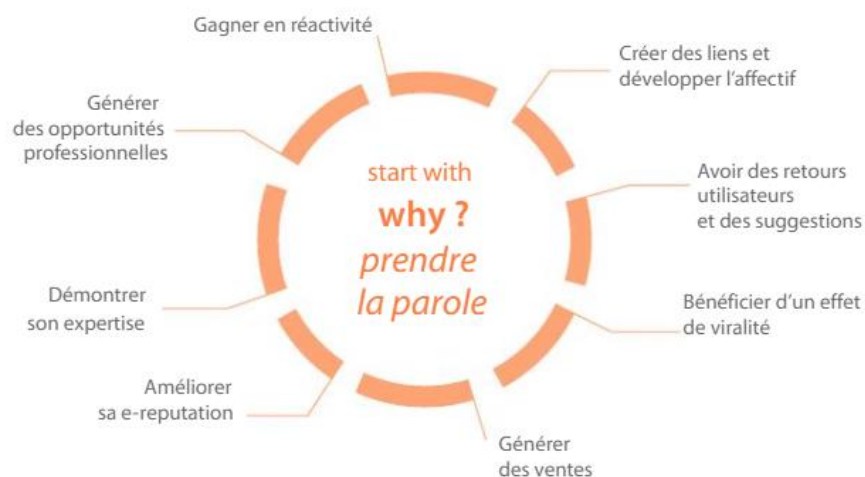 Gagner en réactivité
Créer des liens et
développer l'affectif
Générer
des opportunités
professionnelles
Avoir des retours
utilisateurs
et des suggestions
start with
why ?
prendre
la parole
Démontrer
son expertise
Bénéficier d'un effet
de viralité
Améliorer
sa e-reputation
Générer
des ventes